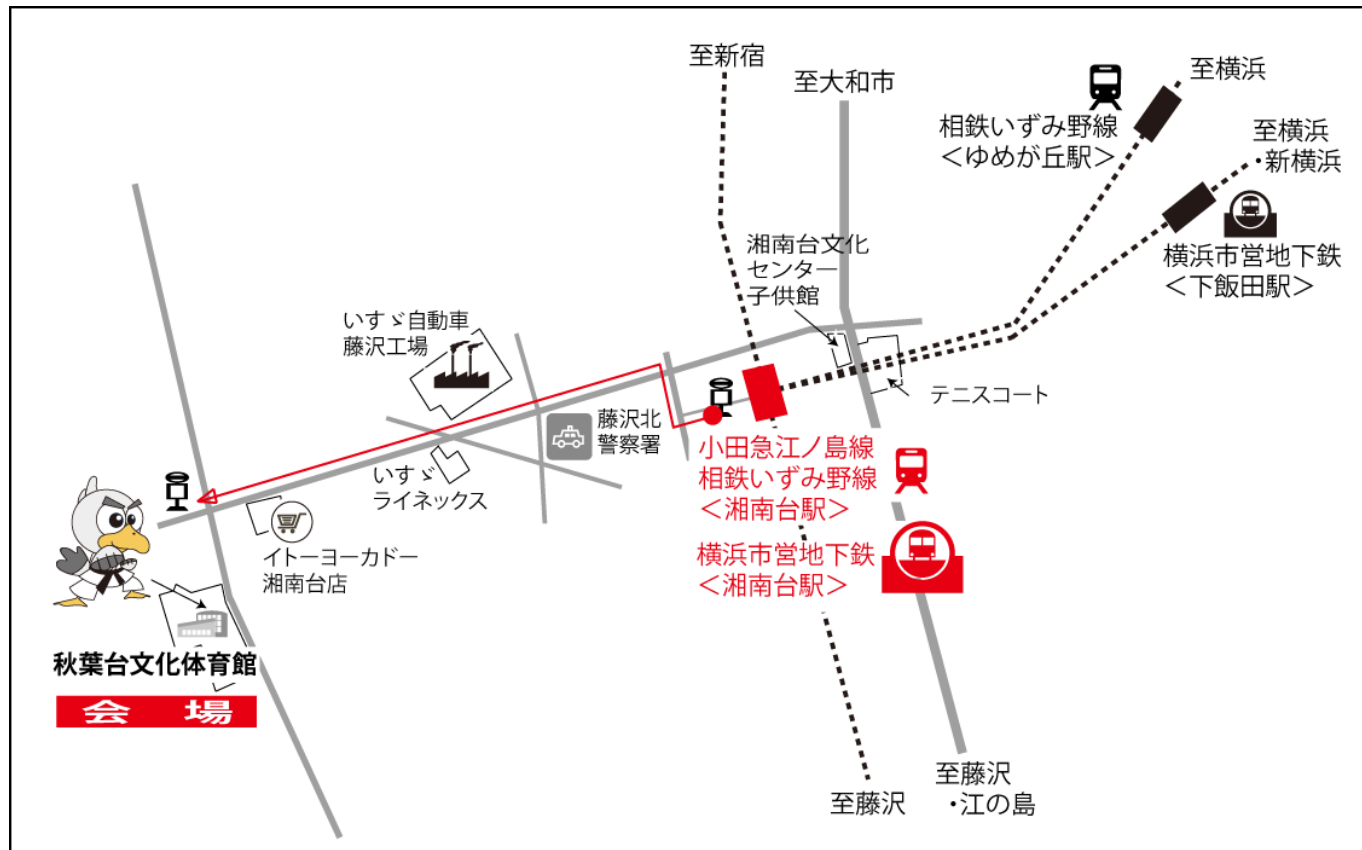 至新宿
至大和市
至横浜
相鉄いずみ野線
＜ゆめが丘駅＞
至横浜
・新横浜
横浜市営地下鉄
＜下飯田駅＞
湘南台文化
センター
子供館
いすゞ自動車
藤沢工場
テニスコート
藤沢北
警察署
小田急江ノ島線
相鉄いずみ野線
＜湘南台駅＞
横浜市営地下鉄
＜湘南台駅＞
いすゞ
ライネックス
イトーヨーカドー
湘南台店
秋葉台文化体育館
会場
至藤沢
至藤沢
・江の島